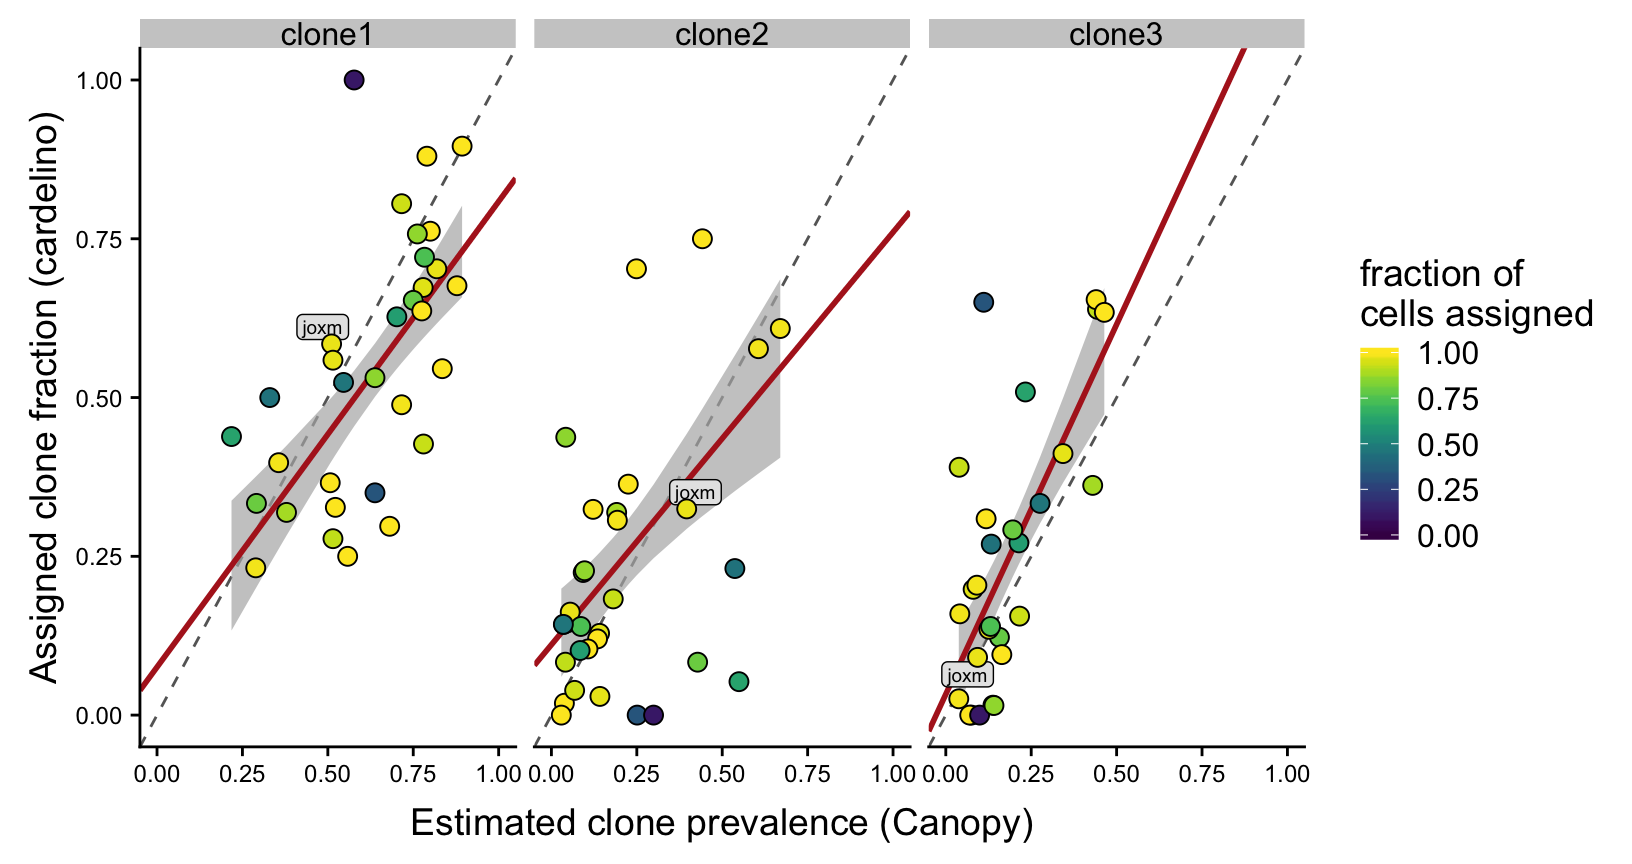 clone1 clone2 clone3
Assigned clone fraction (cardelino)
1.00
0.75
0.50
0.25
0.00
joxm
joxm
joxm
0.00 0.25 0.50 0.75 1.00 0.00 0.25 0.50 0.75 1.00 0.00 0.25 0.50 0.75 1.00
Estimated clone prevalence (Canopy)
fraction of
cells assigned
1.00
0.75
0.50
0.25
0.00